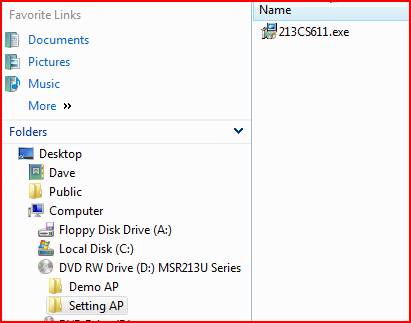 Favorite Links
Documents
Pictures
Music
More »
Folders
Desktop
Dave
Public
Computer
Floppy Disk Drive (A:)
Local Disk (C:)
DVD RW Drive (D:) MSR213U Series
Demo AP
Setting AP
Name
213CS611.exe